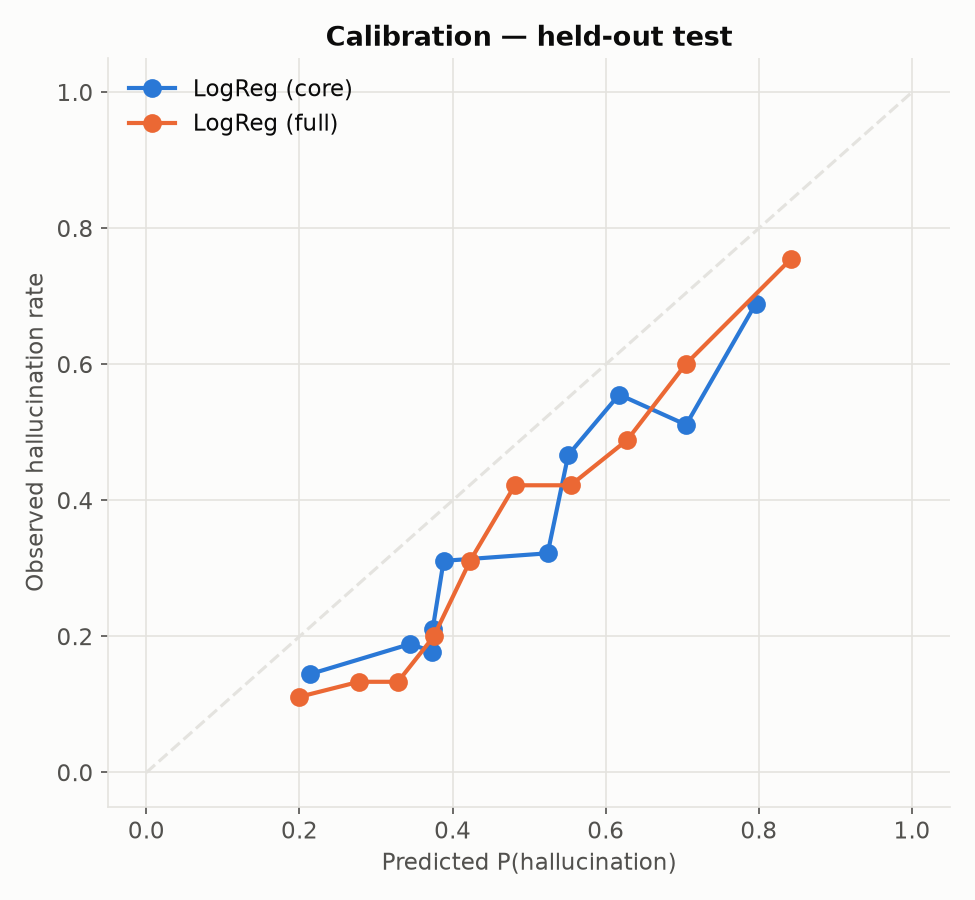 Calibration — held-out test
LogReg (core)
LogReg (full)
1.0
0.8
0.6
0.4
0.2
0.0
Observed hallucination rate
0.0 0.2 0.4 0.6 0.8 1.0
Predicted P(hallucination)